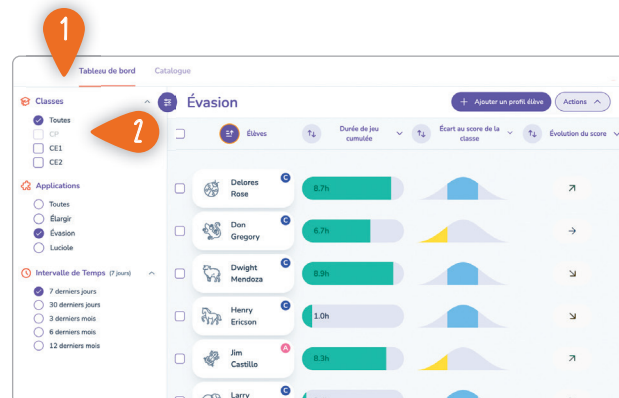 1
Tableau de bord
Catalogue
Classes
Toutes
CP
CE1
CE2
2
Applications
Toutes
Élargir
Évasion
Luciole
Intervalle de Temps (7 jours)
7 derniers jours
30 derniers jours
3 derniers mois
6 derniers mois
12 derniers mois
Évasion
+ Ajouter un profil élève
Actions
Élèves
Durée de jeu
cumulée
Écart au score de la
classe
Évolution du score
Delores
Rose
C
8.7h
Don
Gregory
C
6.7h
Dwight
Mendoza
C
8.9h
Henry
Ericson
C
1.0h
Jim
Castillo
A
8.3h
Larry
C